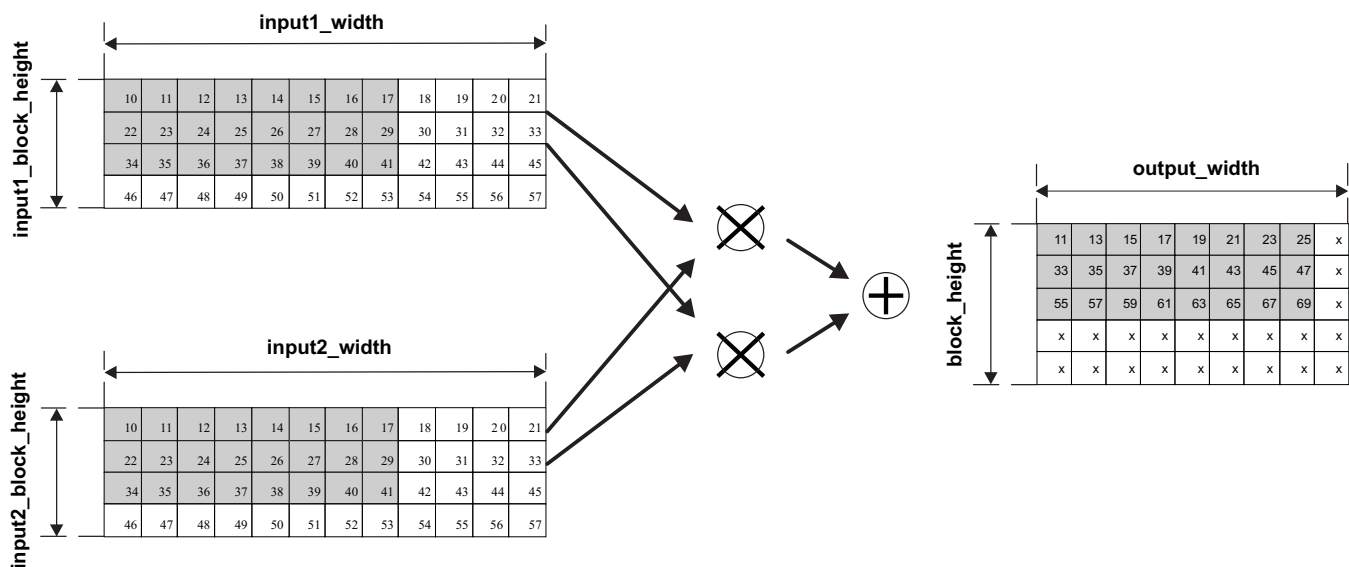 input1_width
input1_block_height
10 11 12 13 14 15 16 17 18 19 20 21
22 23 24 25 26 27 28 29 30 31 32 33
34 35 36 37 38 39 40 41 42 43 44 45
46 47 48 49 50 51 52 53 54 55 56 57
output_width
block_height
11 13 15 17 19 21 23 25 x
33 35 37 39 41 43 45 47 x
55 57 59 61 63 65 67 69 x
x x x x x x x x x
x x x x x x x x x
input2_width
input2_block_height
10 11 12 13 14 15 16 17 18 19 20 21
22 23 24 25 26 27 28 29 30 31 32 33
34 35 36 37 38 39 40 41 42 43 44 45
46 47 48 49 50 51 52 53 54 55 56 57